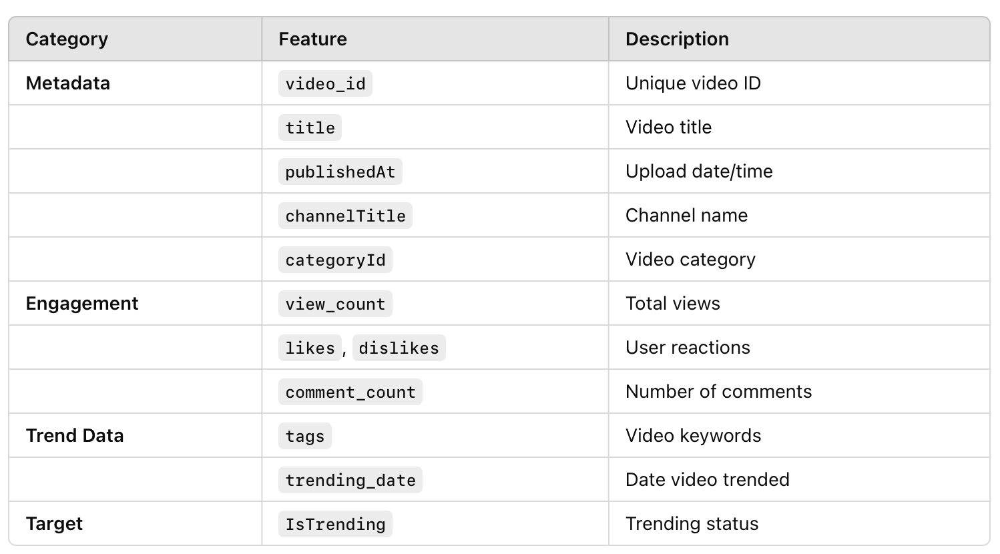 Category Feature Description
Metadata video_id Unique video ID
title Video title
publishedAt Upload date/time
channelTitle Channel name
categoryId Video category
Engagement view_count Total views
likes, dislikes User reactions
comment_count Number of comments
Trend Data tags Video keywords
trending_date Date video trended
Target IsTrending Trending status